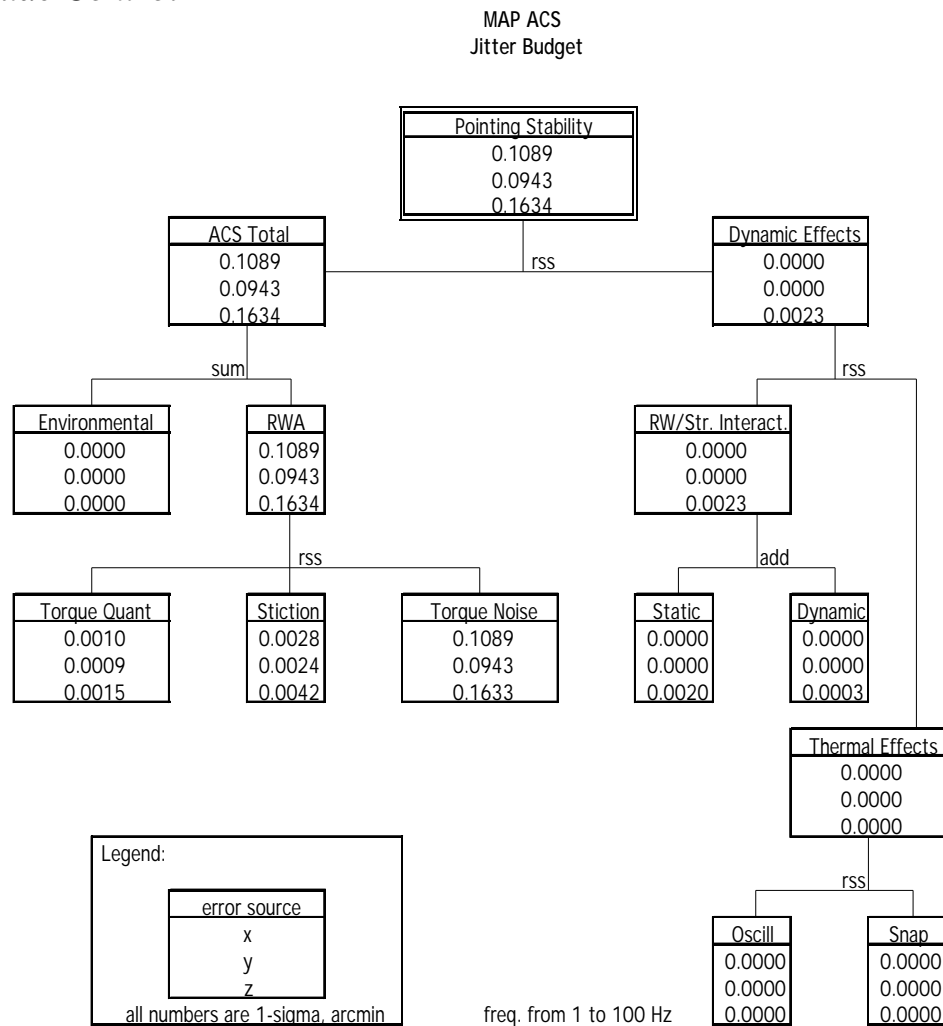 MAP ACS
Jitter Budget
Pointing Stability
0.1089
0.0943
0.1634
ACS Total
0.1089
0.0943
0.1634
rss
Dynamic Effects
0.0000
0.0000
0.0023
sum
rss
Environmental
0.0000
0.0000
0.0000
RWA
0.1089
0.0943
0.1634
RW/Str. Interact.
0.0000
0.0000
0.0023
rss
add
Torque Quant
0.0010
0.0009
0.0015
Stiction
0.0028
0.0024
0.0042
Torque Noise
0.1089
0.0943
0.1633
Static
0.0000
0.0000
0.0020
Dynamic
0.0000
0.0000
0.0003
Thermal Effects
0.0000
0.0000
0.0000
rss
Legend:
error source
x
y
z
all numbers are 1-sigma, arcmin
freq. from 1 to 100 Hz
Oscill
0.0000
0.0000
0.0000
Snap
0.0000
0.0000
0.0000